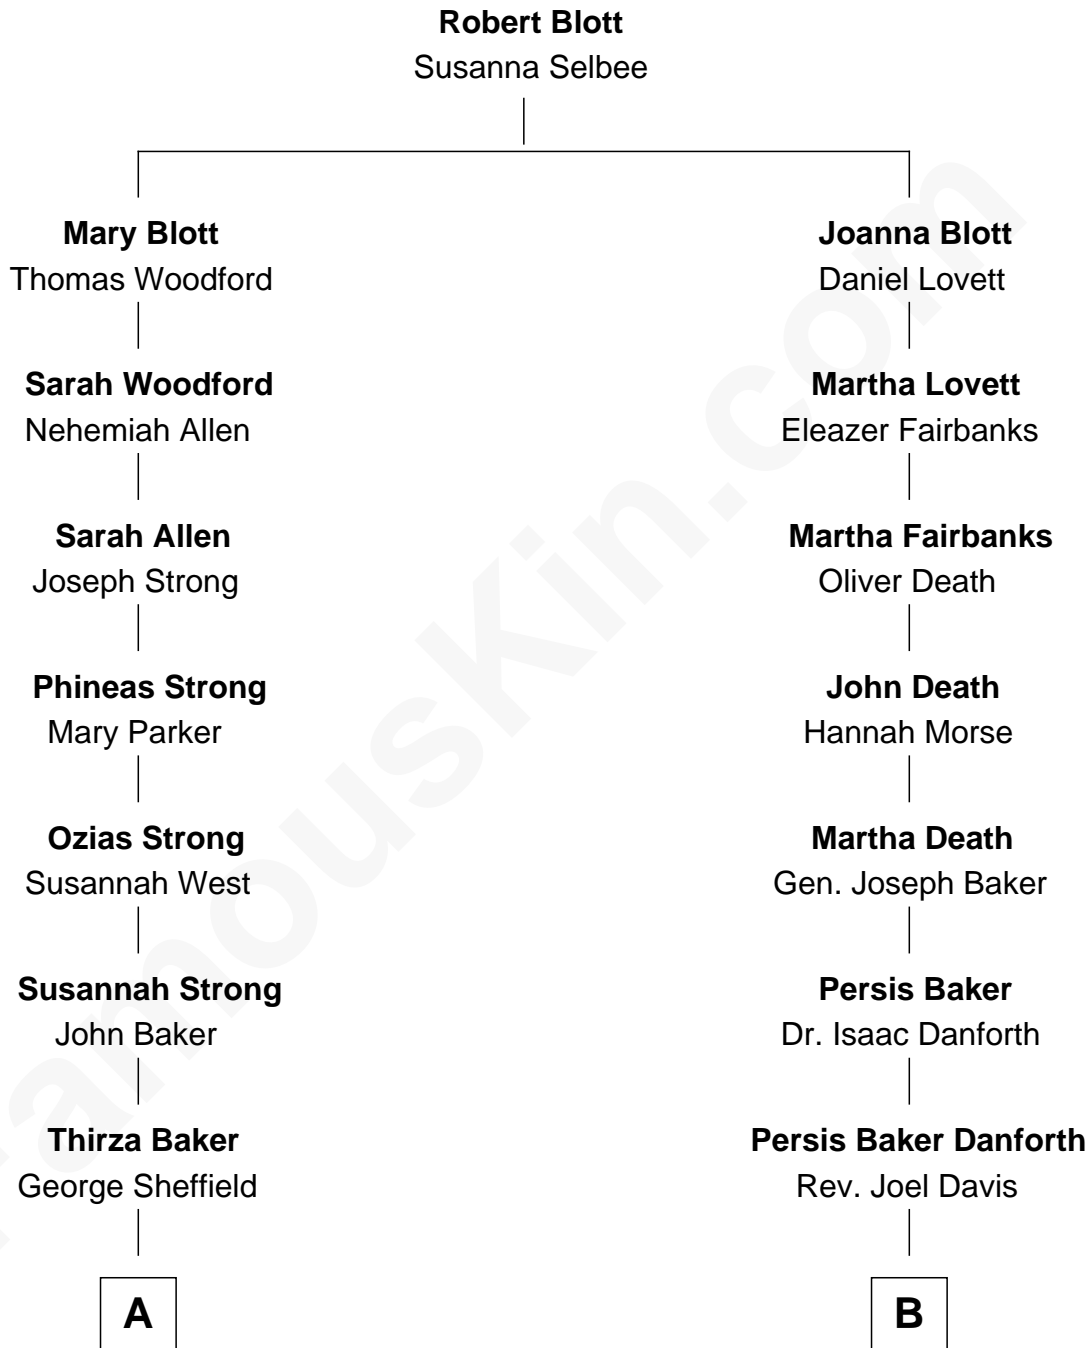 Robert Blott
Susanna Selbee
Mary Blott
Thomas Woodford
Joanna Blott
Daniel Lovett
Sarah Woodford
Nehemiah Allen
Martha Lovett
Eleazer Fairbanks
Sarah Allen
Joseph Strong
Martha Fairbanks
Oliver Death
Phineas Strong
Mary Parker
John Death
Hannah Morse
Ozias Strong
Susannah West
Martha Death
Gen. Joseph Baker
Susannah Strong
John Baker
Persis Baker
Dr. Isaac Danforth
Thirza Baker
George Sheffield
Persis Baker Danforth
Rev. Joel Davis
A
B
FamousKin.com